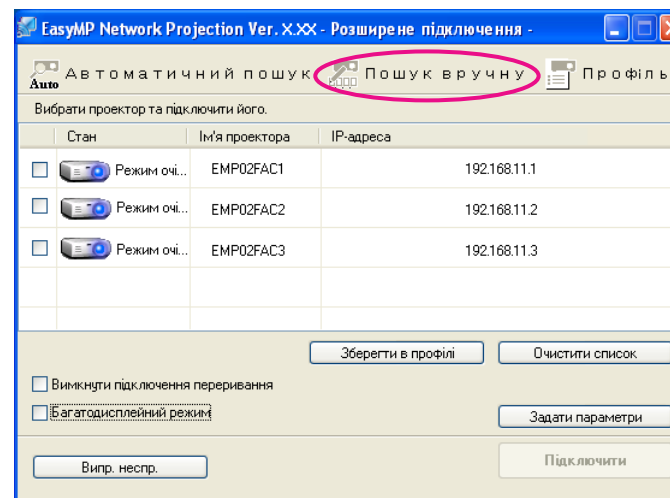 EasyMP Network Projection Ver. X.XX - Розширене підключення -
Auto Автоматичний пошук Пошук вручну Профіль
Вибрати проектор та підключити його.
Стан Ім'я проектора IP-адреса
Режим очі... EMP02FAC1 192.168.11.1
Режим очі... EMP02FAC2 192.168.11.2
Режим очі... EMP02FAC3 192.168.11.3
Зберегти в профілі Очистити список
Вимкнути підключення переривання
Багатодисплейний режим Задати параметри
Випр. неспр. Підключити